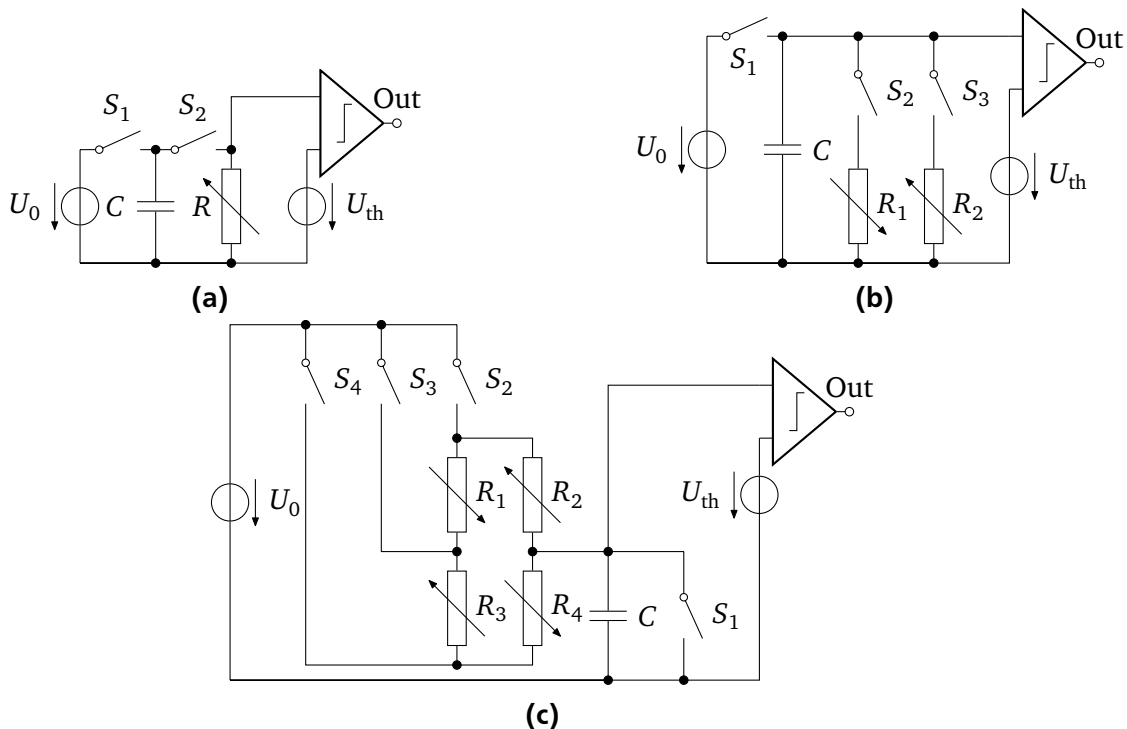 S1 S2 Out
U0 C R Uth
(a)
Out
S1 S2 S3
U0 C R1 R2 Uth
(b)
S4 S3 S2 Out
U0 R1 R2 Uth
R3 R4 C S1
(c)